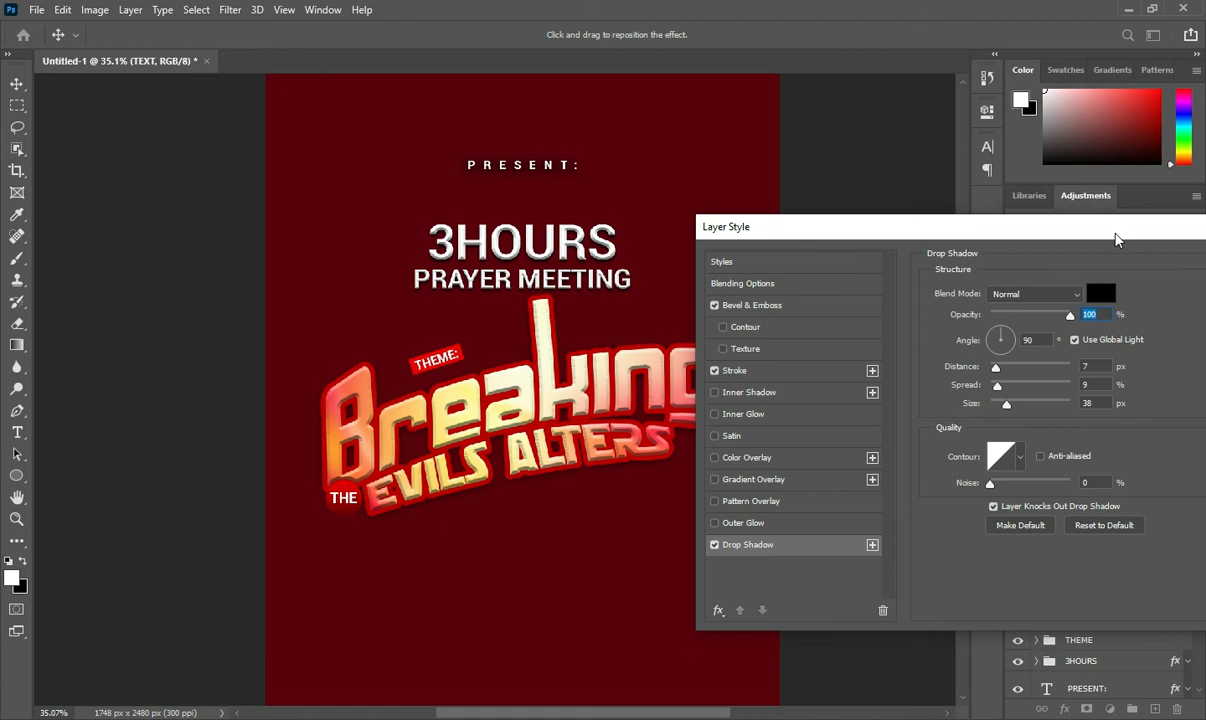 Ps File Edit Image Layer Type Select Filter 3D View Window Help
Click and drag to reposition the effect.
Untitled-1 @ 35.1% (TEXT, RGB/8) *
Color Swatches Gradients Patterns
PRESENT:
Libraries Adjustments
3HOURS
PRAYER MEETING
THEME:
Breaking
THE EVILS ALTERS
Layer Style
Styles
Blending Options
Bevel & Emboss
Contour
Texture
Stroke
Inner Shadow
Inner Glow
Satin
Color Overlay
Gradient Overlay
Pattern Overlay
Outer Glow
Drop Shadow
fx
Drop Shadow
Structure
Blend Mode: Normal
Opacity: 100 %
Angle: 90 ° Use Global Light
Distance: 7 px
Spread: 9 %
Size: 38 px
Quality
Contour: Anti-aliased
Noise: 0 %
Layer Knocks Out Drop Shadow
Make Default Reset to Default
THEME
3HOURS fx
T PRESENT: fx
fx
35.07% 1748 px x 2480 px (300 ppi)